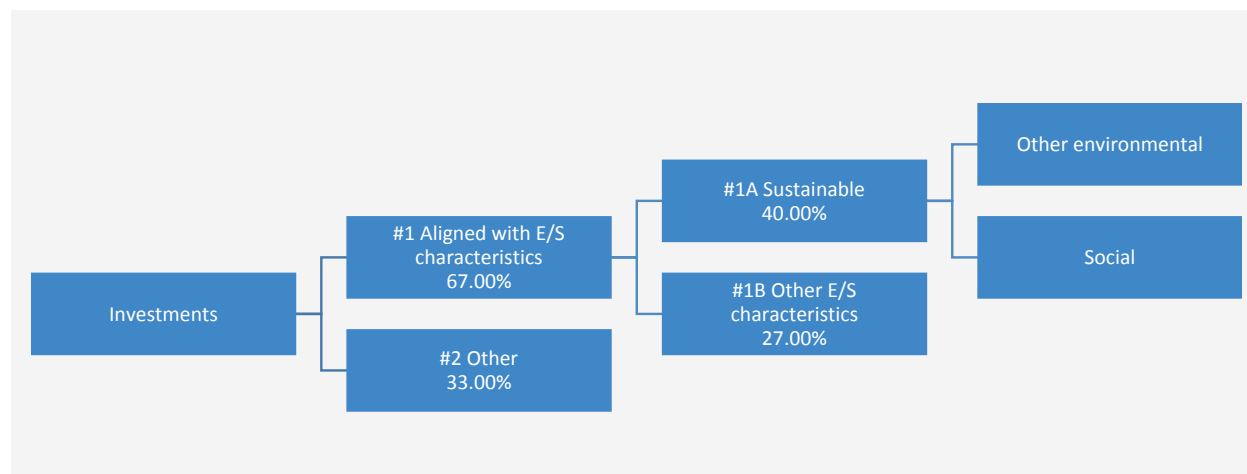 Investments
#1 Aligned with E/S
characteristics
67.00%
#2 Other
33.00%
#1A Sustainable
40.00%
#1B Other E/S
characteristics
27.00%
Other environmental
Social